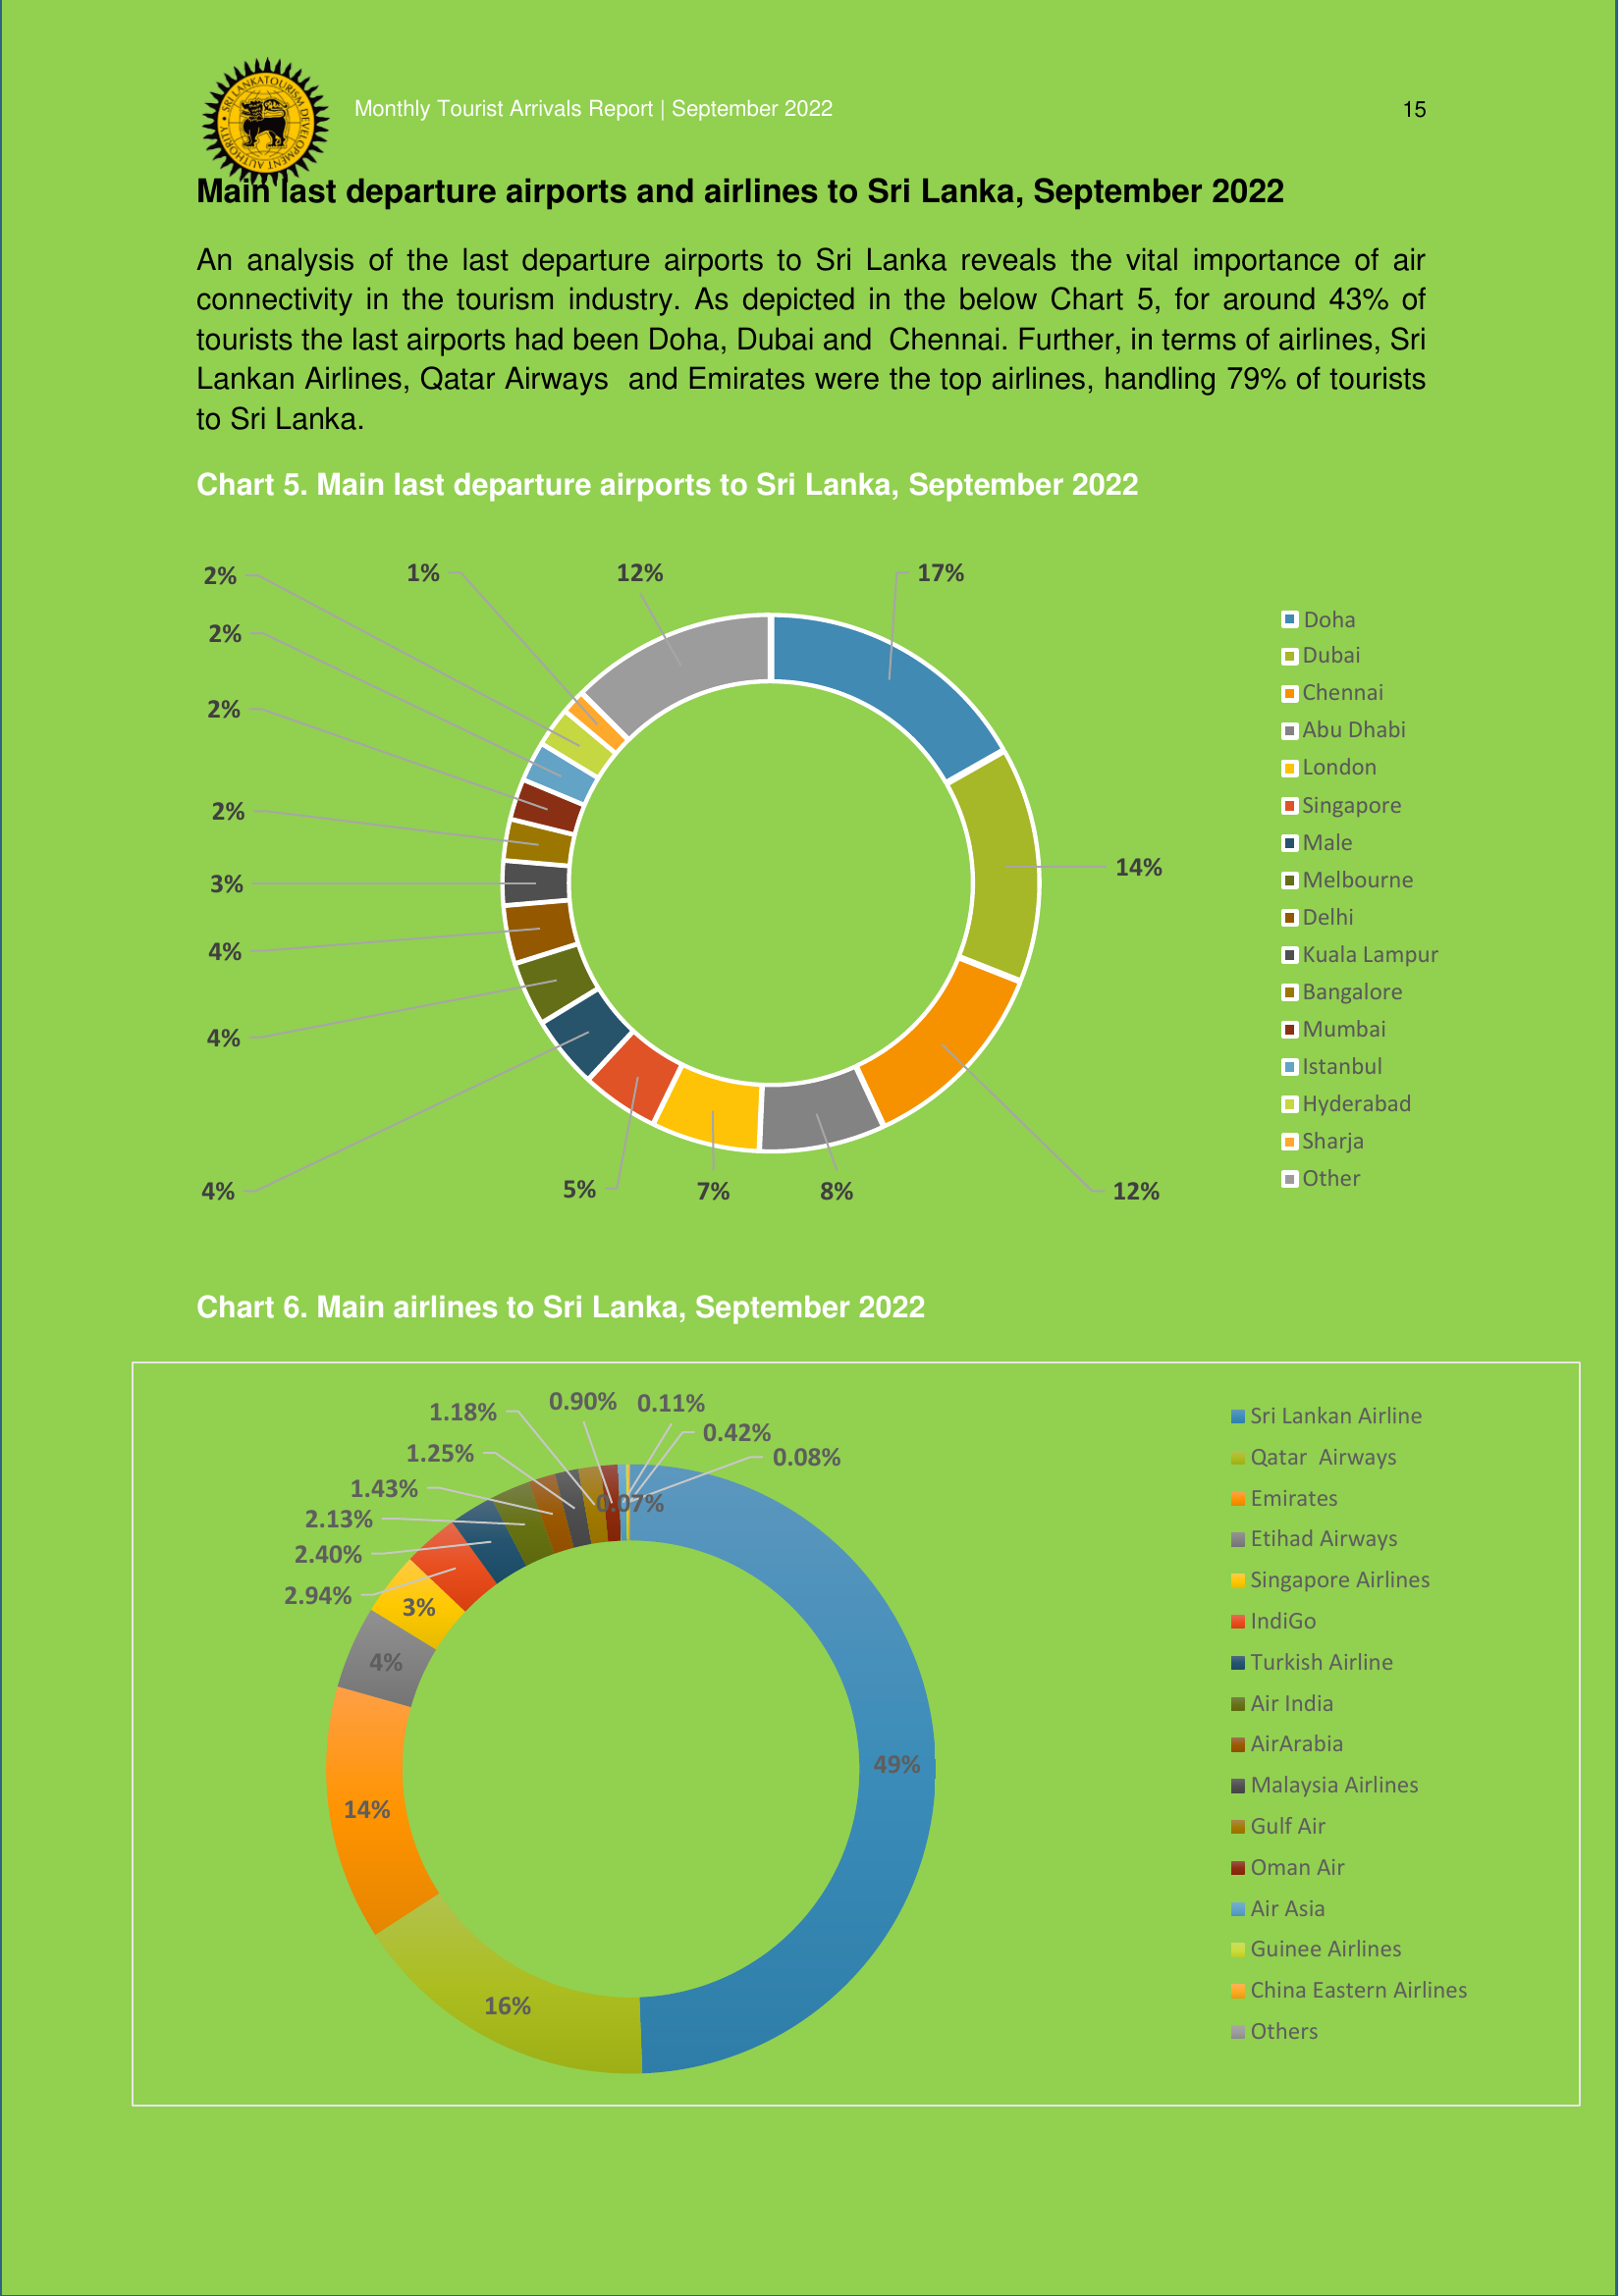 SRI LANKA TOURISM DEVELOPMENT AUTHORITY
Monthly Tourist Arrivals Report | September 2022
15
Main last departure airports and airlines to Sri Lanka, September 2022
An analysis of the last departure airports to Sri Lanka reveals the vital importance of air
connectivity in the tourism industry. As depicted in the below Chart 5, for around 43% of
tourists the last airports had been Doha, Dubai and Chennai. Further, in terms of airlines, Sri
Lankan Airlines, Qatar Airways and Emirates were the top airlines, handling 79% of tourists
to Sri Lanka.
Chart 5. Main last departure airports to Sri Lanka, September 2022
17%
14%
12%
8%
7%
5%
4%
4%
4%
3%
2%
2%
2%
2%
1%
12%
Doha
Dubai
Chennai
Abu Dhabi
London
Singapore
Male
Melbourne
Delhi
Kuala Lampur
Bangalore
Mumbai
Istanbul
Hyderabad
Sharja
Other
Chart 6. Main airlines to Sri Lanka, September 2022
49%
16%
14%
4%
3%
2.94%
2.40%
2.13%
1.43%
1.25%
1.18%
0.90%
0.11%
0.42%
0.08%
0.07%
Sri Lankan Airline
Qatar Airways
Emirates
Etihad Airways
Singapore Airlines
IndiGo
Turkish Airline
Air India
AirArabia
Malaysia Airlines
Gulf Air
Oman Air
Air Asia
Guinee Airlines
China Eastern Airlines
Others